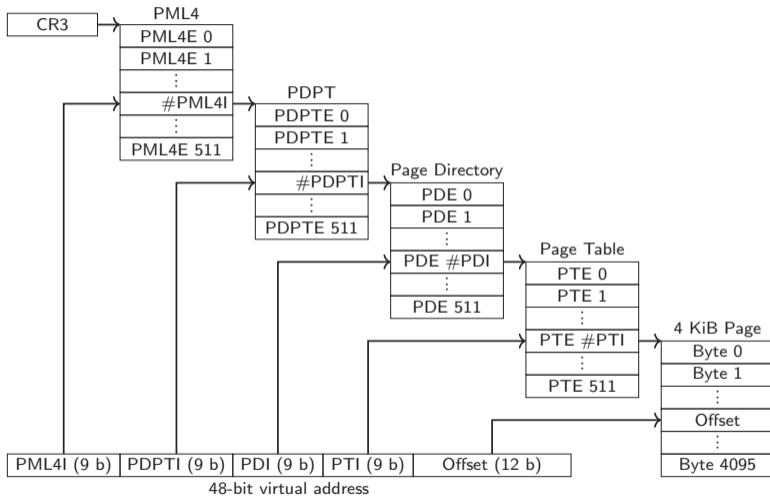 CR3
PML4
PML4E 0
PML4E 1
⋮
#PML4I
⋮
PML4E 511
PDPT
PDPTE 0
PDPTE 1
⋮
#PDPTI
⋮
PDPTE 511
Page Directory
PDE 0
PDE 1
⋮
PDE #PDI
⋮
PDE 511
Page Table
PTE 0
PTE 1
⋮
PTE #PTI
⋮
PTE 511
4 KiB Page
Byte 0
Byte 1
⋮
Offset
⋮
Byte 4095
PML4I (9 b) PDPTI (9 b) PDI (9 b) PTI (9 b) Offset (12 b)
48-bit virtual address